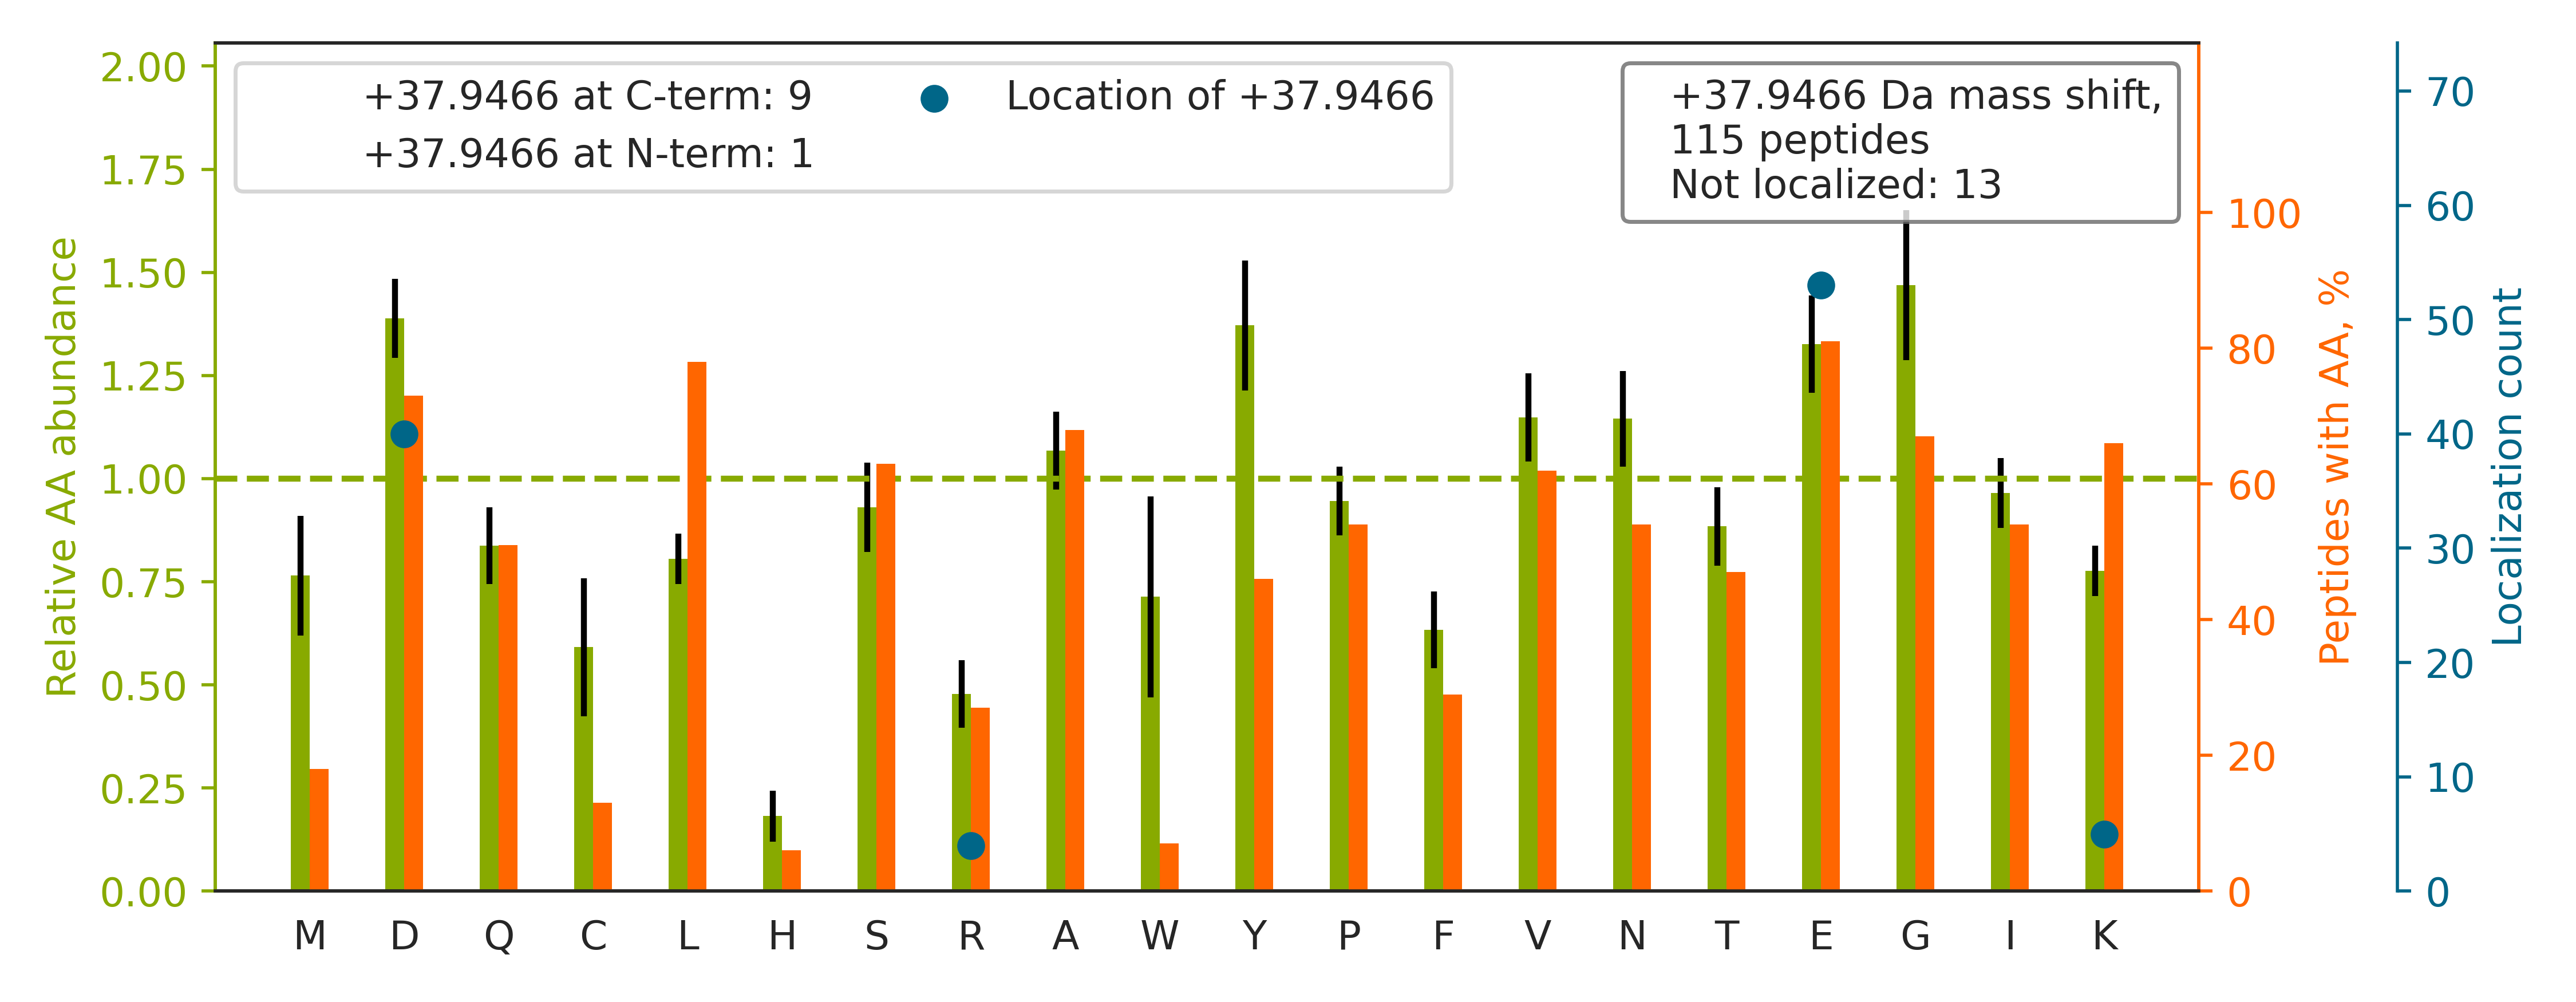 +37.9466 at C-term: 9
+37.9466 at N-term: 1
Location of +37.9466
+37.9466 Da mass shift,
115 peptides
Not localized: 13
Relative AA abundance
2.00
1.75
1.50
1.25
1.00
0.75
0.50
0.25
0.00
M D Q C L H S R A W Y P F V N T E G I K
100
80
60
40
20
0
Peptides with AA, %
70
60
50
40
30
20
10
0
Localization count